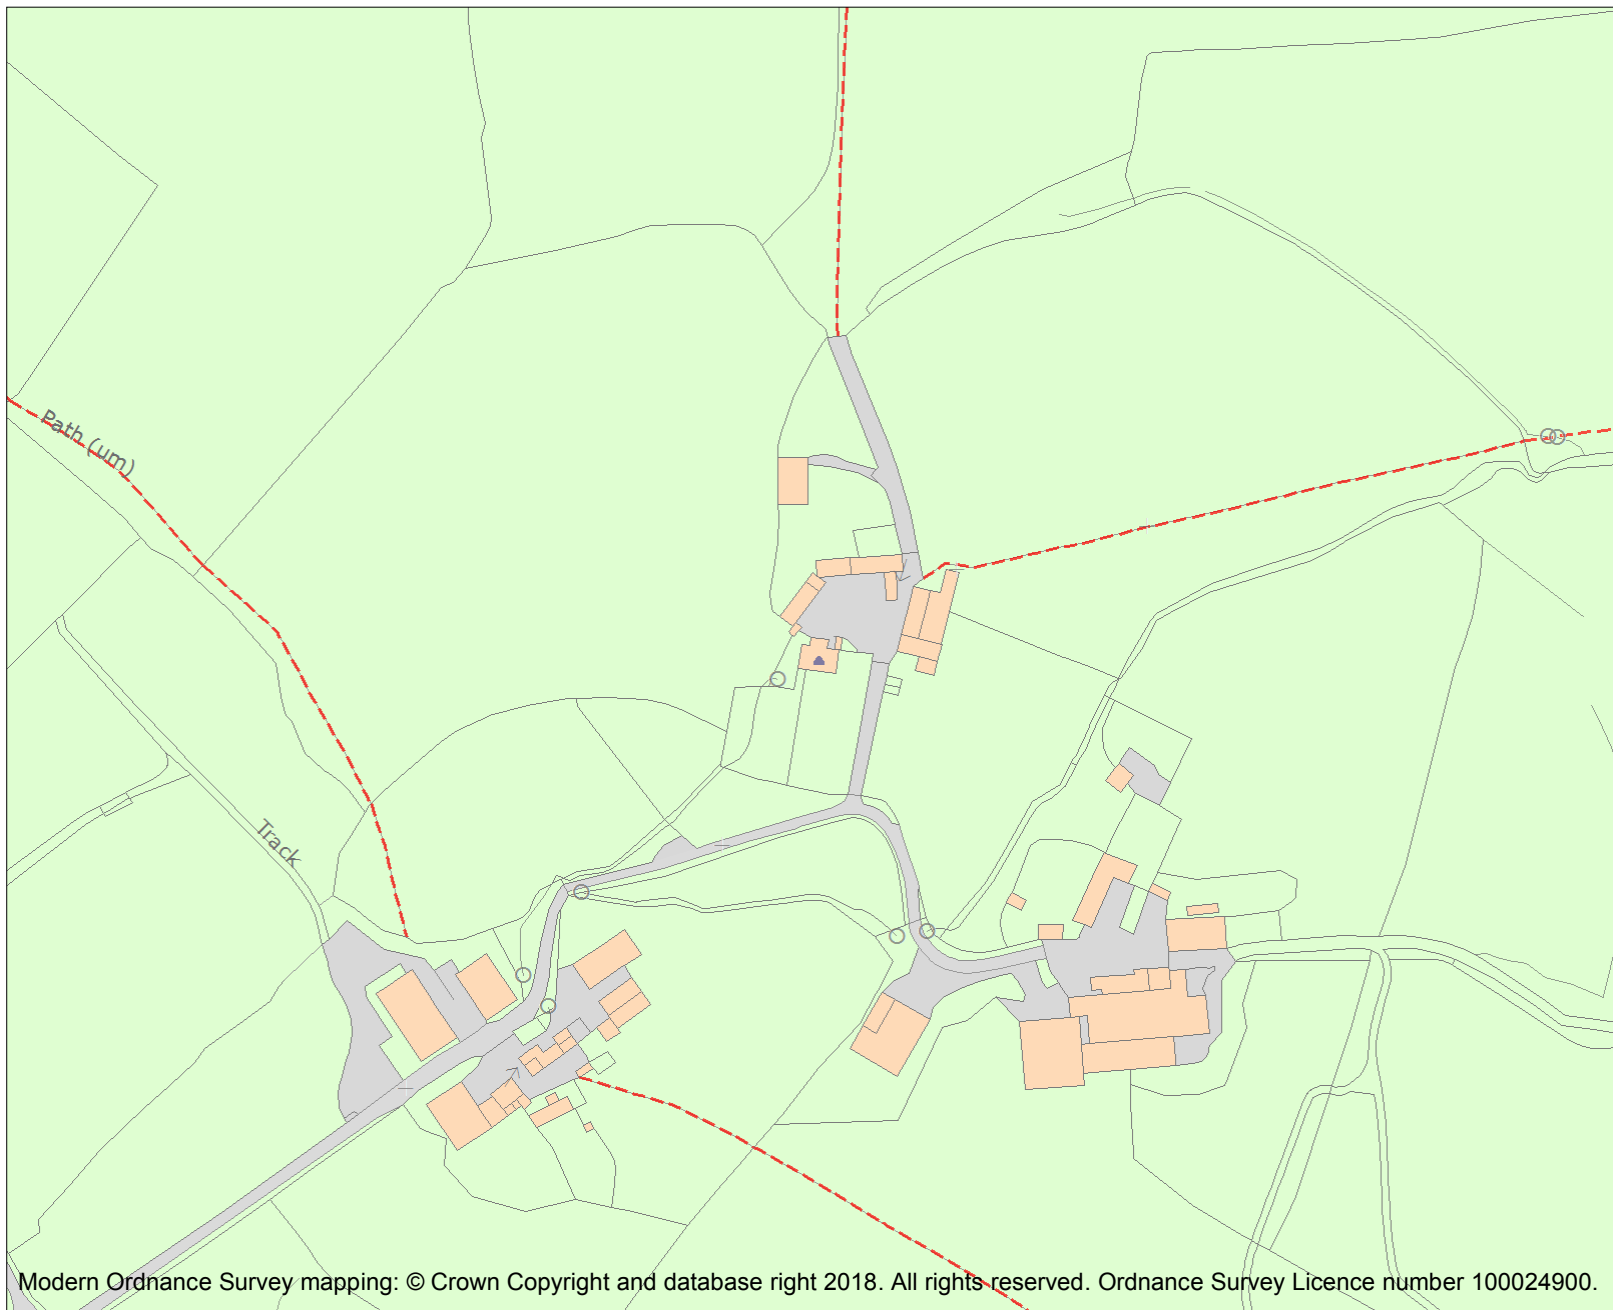 Path (um)
Track
Modern Ordnance Survey mapping: © Crown Copyright and database right 2018. All rights reserved. Ordnance Survey Licence number 100024900.